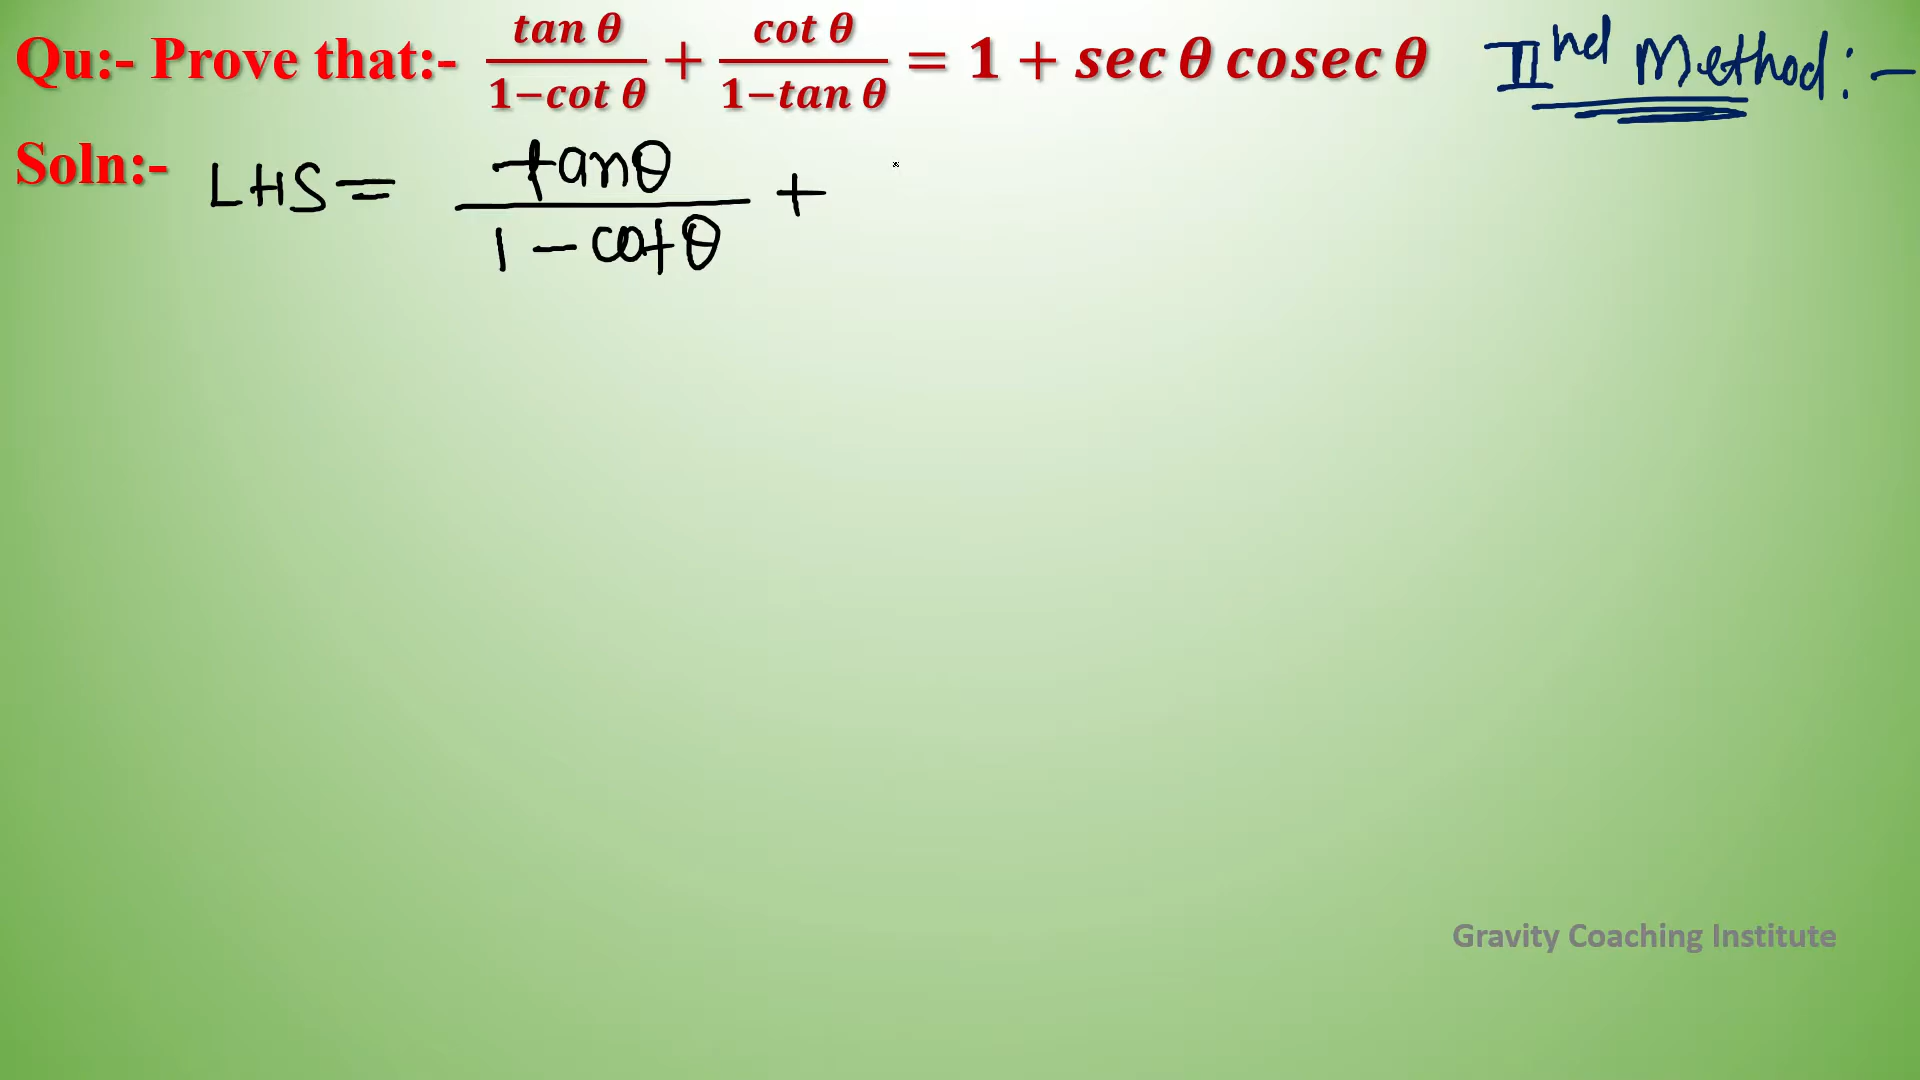 Qu:- Prove that:- tan θ / 1−cot θ + cot θ / 1−tan θ = 1 + sec θ cosec θ IInd Method:-
Soln:- LHS = tanθ / 1 − cotθ +
Gravity Coaching Institute